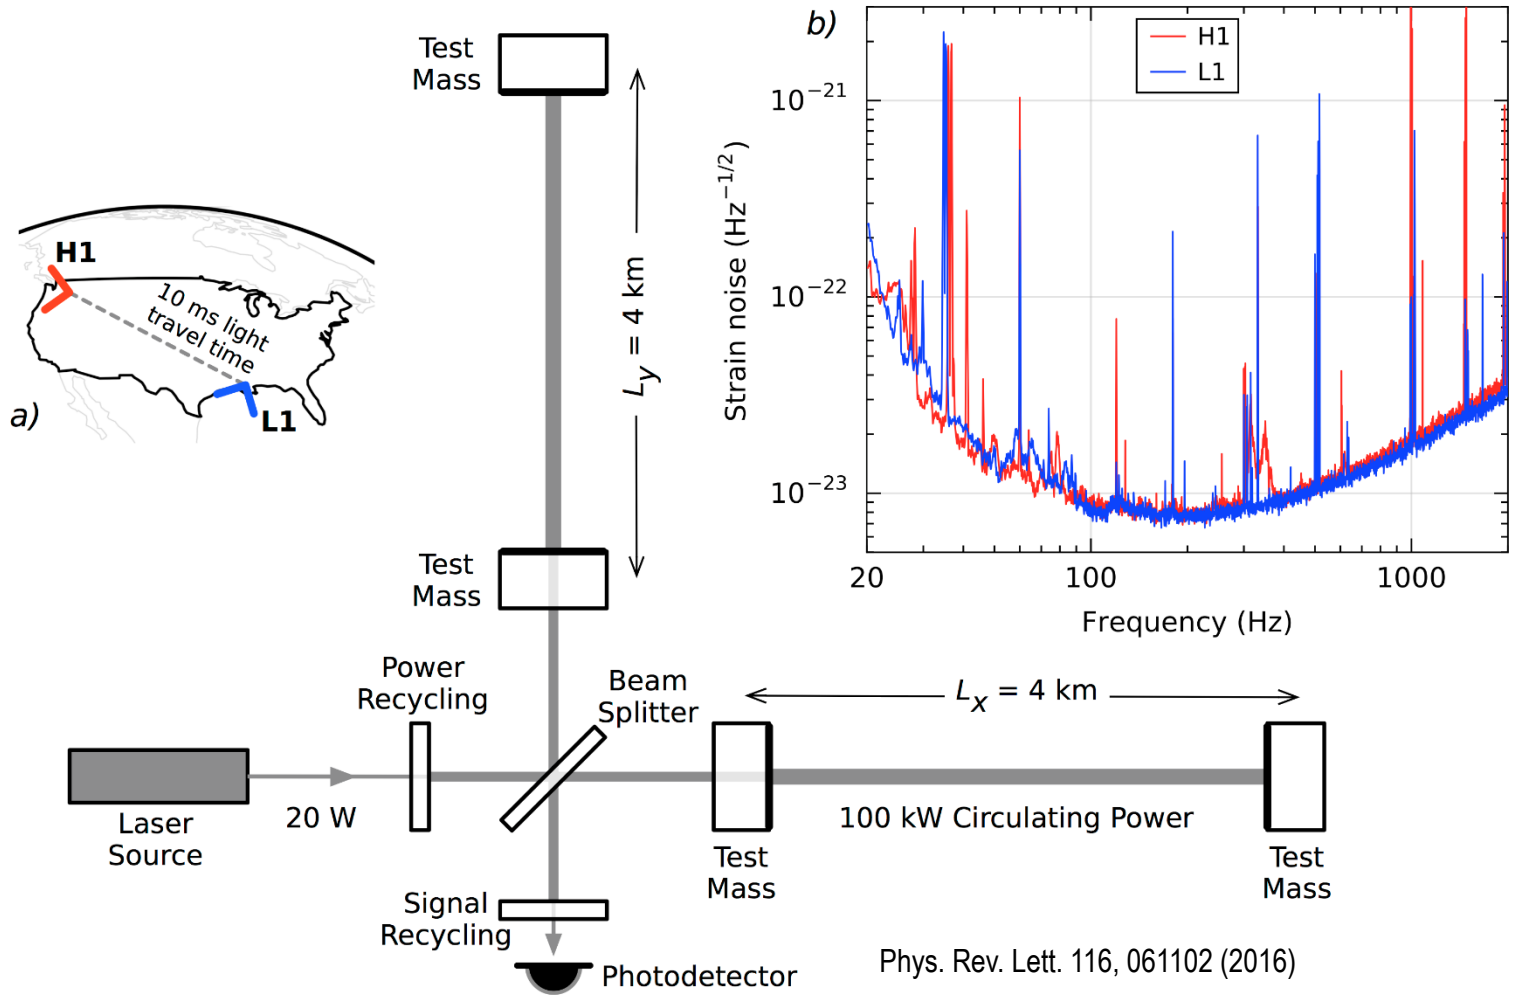 Test
Mass
L_y = 4 km
b)
H1
L1
10⁻²¹
10⁻²²
10⁻²³
Strain noise (Hz⁻¹/²)
20
100
1000
Frequency (Hz)
H1
10 ms light
travel time
L1
a)
Test
Mass
Power
Recycling
Beam
Splitter
L_x = 4 km
Laser
Source
20 W
100 kW Circulating Power
Test
Mass
Test
Mass
Signal
Recycling
Photodetector
Phys. Rev. Lett. 116, 061102 (2016)